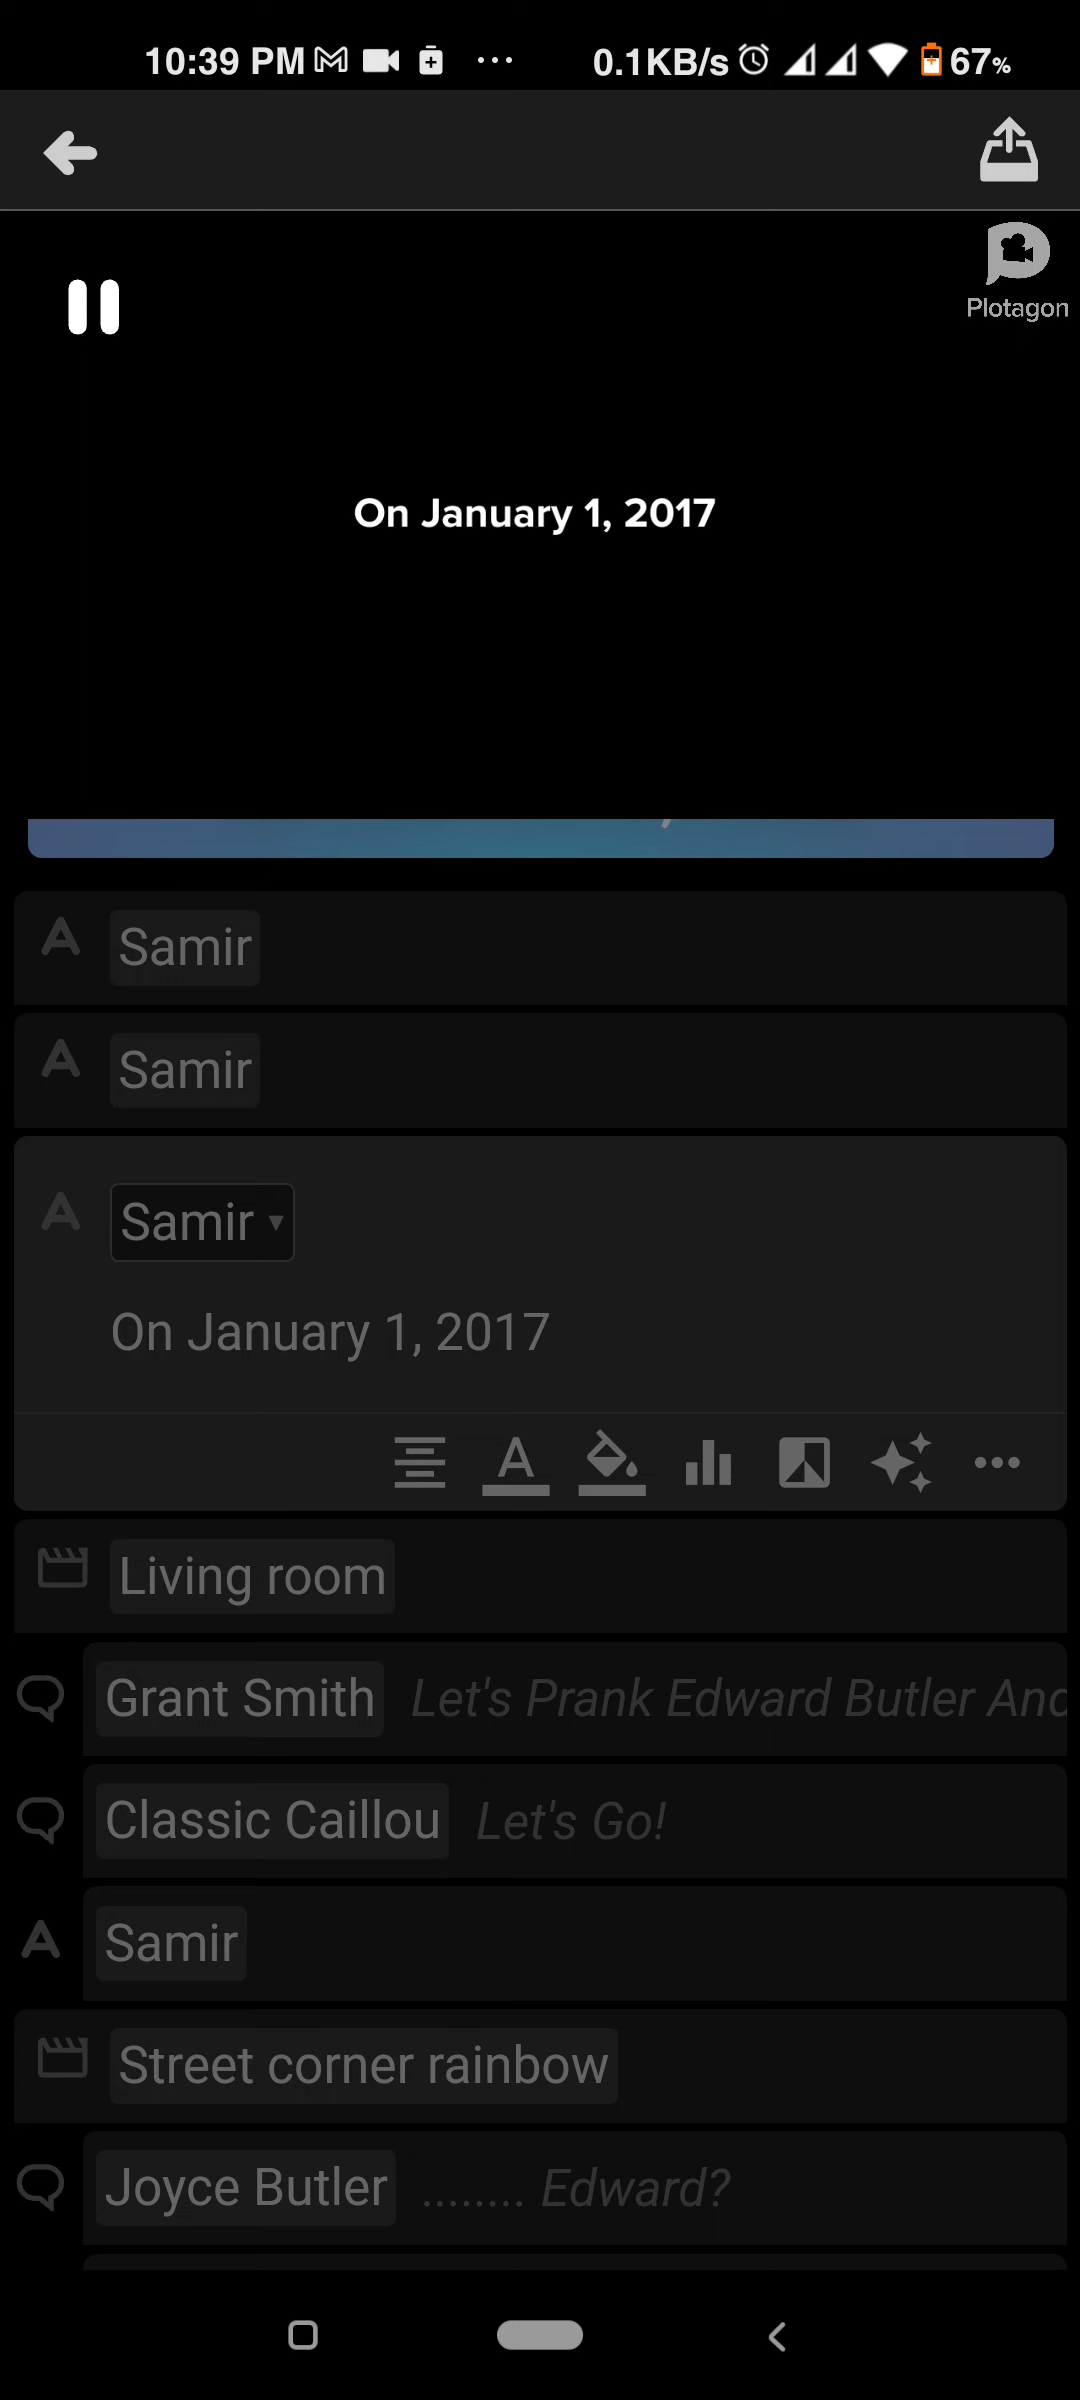 10:39 PM ... 0.1KB/s 67%
Plotagon
On January 1, 2017
Samir
Samir
Samir
On January 1, 2017
A
Living room
Grant Smith Let's Prank Edward Butler And
Classic Caillou Let's Go!
Samir
Street corner rainbow
Joyce Butler ........ Edward?